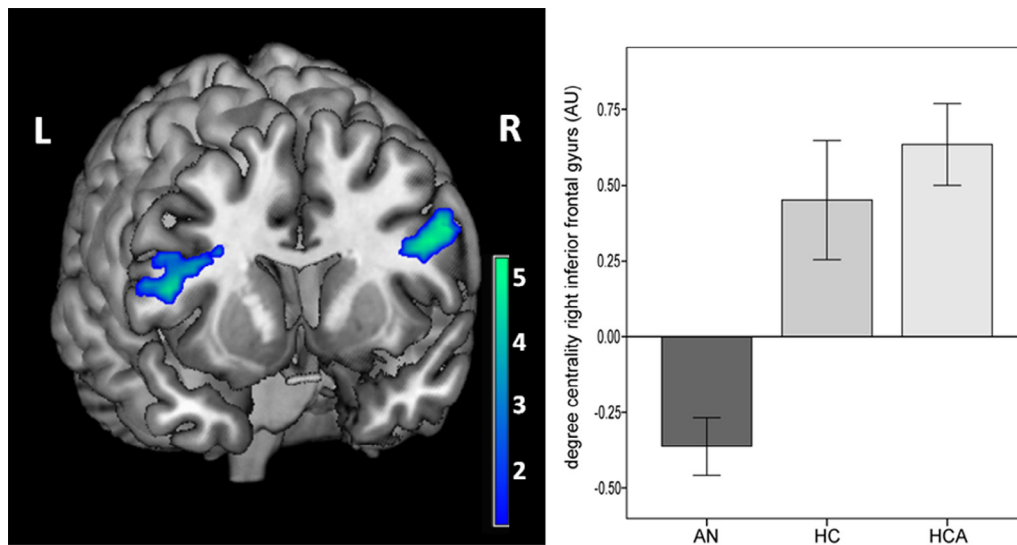 L
R
5
4
3
2
degree centrality right inferior frontal gyurs (AU)
0.75
0.50
0.25
0.00
-0.25
-0.50
AN HC HCA